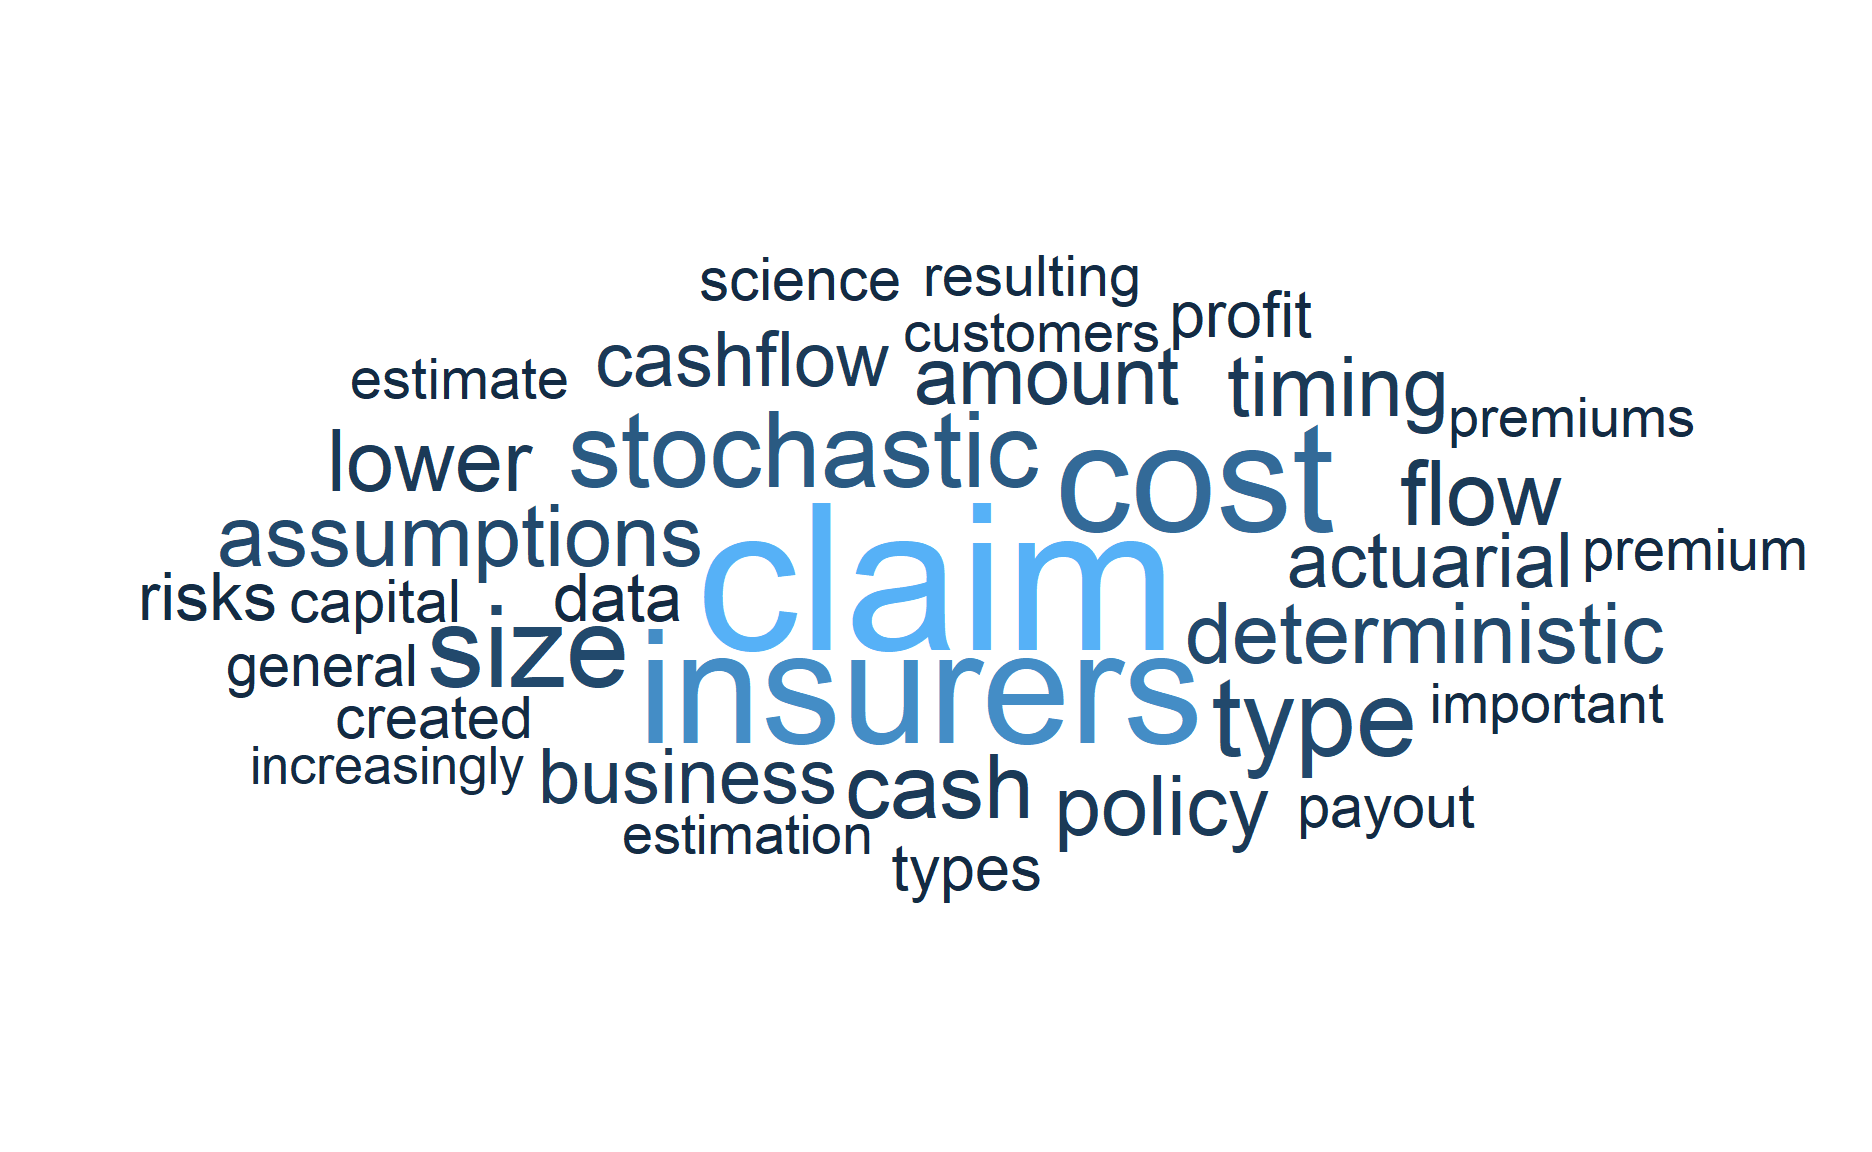 science
resulting
profit
customers
cashflow
amount
estimate
timing
premiums
stochastic
cost
lower
flow
assumptions
claim
actuarial
premium
risks
capital
data
deterministic
size
general
insurers
type
important
created
increasingly
business
cash
policy
payout
estimation
types